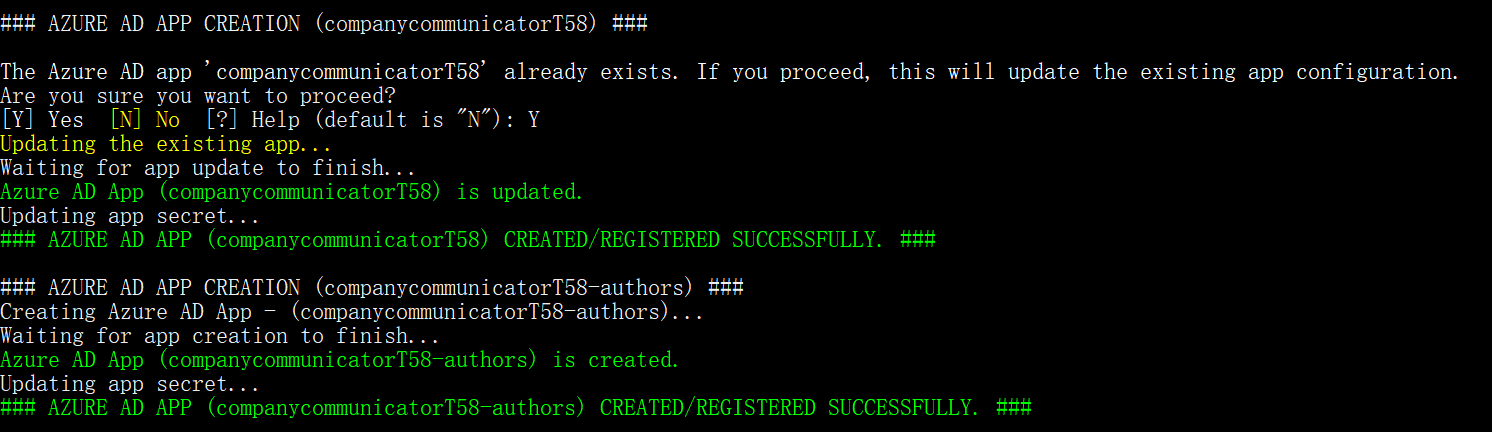 ### AZURE AD APP CREATION (companycommunicatorT58) ###
The Azure AD app 'companycommunicatorT58' already exists. If you proceed, this will update the existing app configuration.
Are you sure you want to proceed?
[Y] Yes  [N] No  [?] Help (default is "N"): Y
Updating the existing app...
Waiting for app update to finish...
Azure AD App (companycommunicatorT58) is updated.
Updating app secret...
### AZURE AD APP (companycommunicatorT58) CREATED/REGISTERED SUCCESSFULLY. ###
### AZURE AD APP CREATION (companycommunicatorT58-authors) ###
Creating Azure AD App - (companycommunicatorT58-authors)...
Waiting for app creation to finish...
Azure AD App (companycommunicatorT58-authors) is created.
Updating app secret...
### AZURE AD APP (companycommunicatorT58-authors) CREATED/REGISTERED SUCCESSFULLY. ###